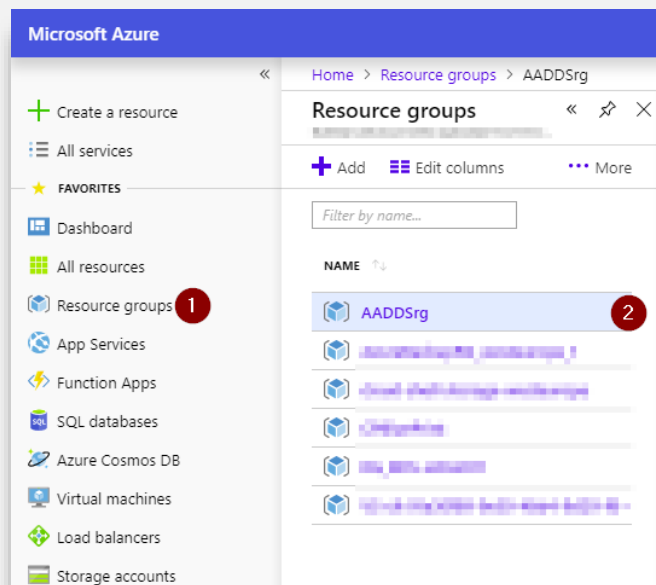 Microsoft Azure
«
Create a resource
All services
FAVORITES
Dashboard
All resources
Resource groups 1
App Services
Function Apps
SQL databases
Azure Cosmos DB
Virtual machines
Load balancers
Storage accounts
Home > Resource groups > AADDSrg
Resource groups «
Add Edit columns ••• More
Filter by name...
NAME ↑↓
AADDSrg 2